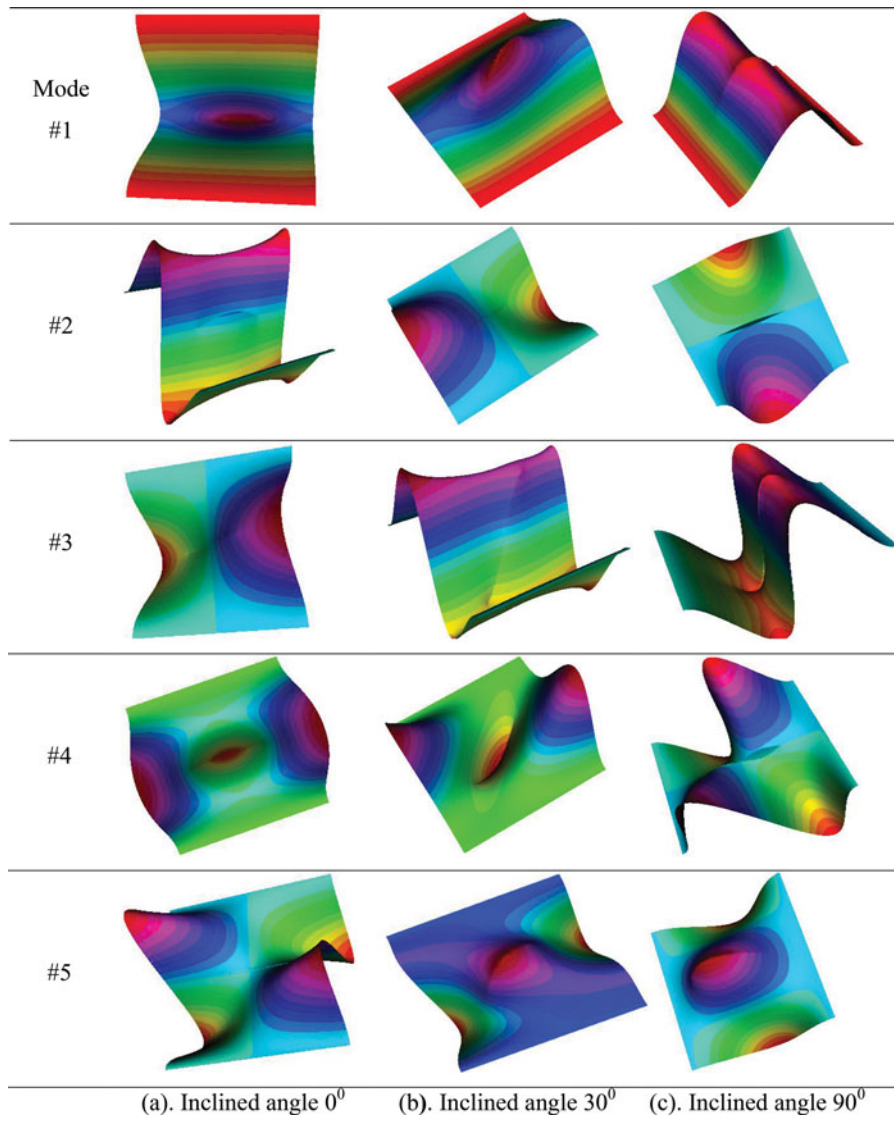 Mode
#1
#2
#3
#4
#5
(a). Inclined angle 0⁰ (b). Inclined angle 30⁰ (c). Inclined angle 90⁰